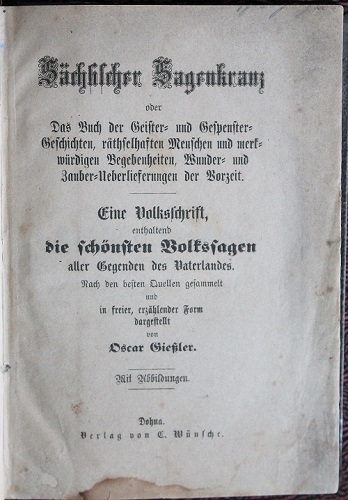 Sächsischer Sagenkranz
oder
Das Buch der Geister- und Gespenster-
Geschichten, räthselhaften Menschen und merk-
würdigen Begebenheiten, Wunder- und
Zauber-Ueberlieferungen der Vorzeit.
Eine Volksschrift,
enthaltend
die schönsten Volkssagen
aller Gegenden des Vaterlandes.
Nach den besten Quellen gesammelt
und
in freier, erzählender Form
dargestellt
von
Oscar Gießler.
Mit Abbildungen.
Dohna.
Verlag von C. Wünsche.